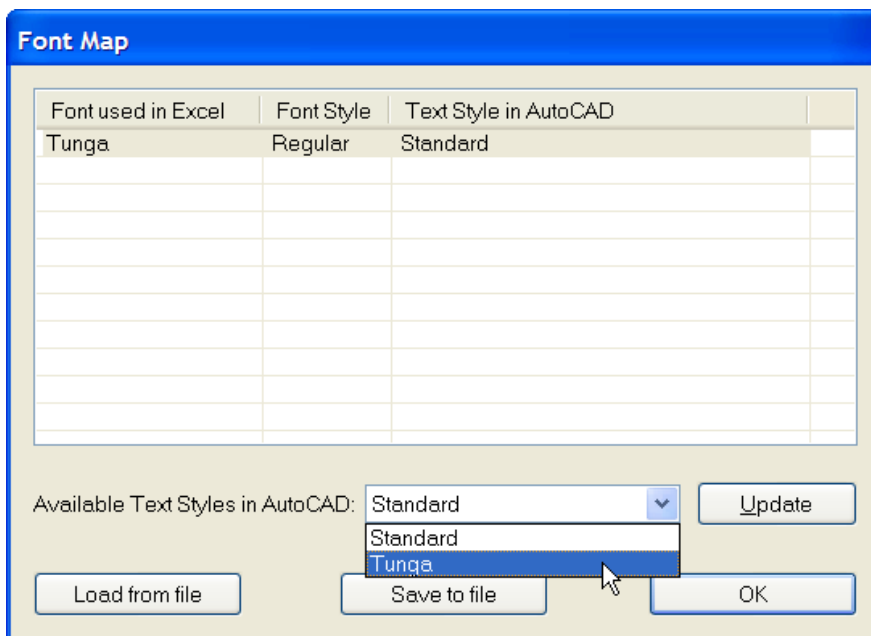 Font Map
Font used in Excel Font Style Text Style in AutoCAD
Tunga Regular Standard
Available Text Styles in AutoCAD: Standard Update
Standard
Tunga
Load from file Save to file OK